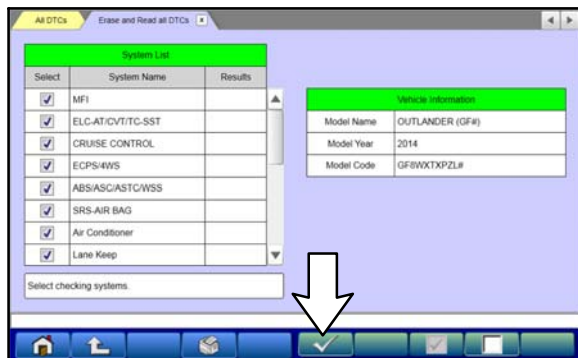 All DTCs
Erase and Read all DTCs
System List
Select System Name Results
MFI
ELC-AT/CVT/TC-SST
CRUISE CONTROL
ECPS/4WS
ABS/ASC/ASTC/WSS
SRS-AIR BAG
Air Conditioner
Lane Keep
Select checking systems.
Vehicle Information
Model Name OUTLANDER (GF#)
Model Year 2014
Model Code GF8WXTXPZL#